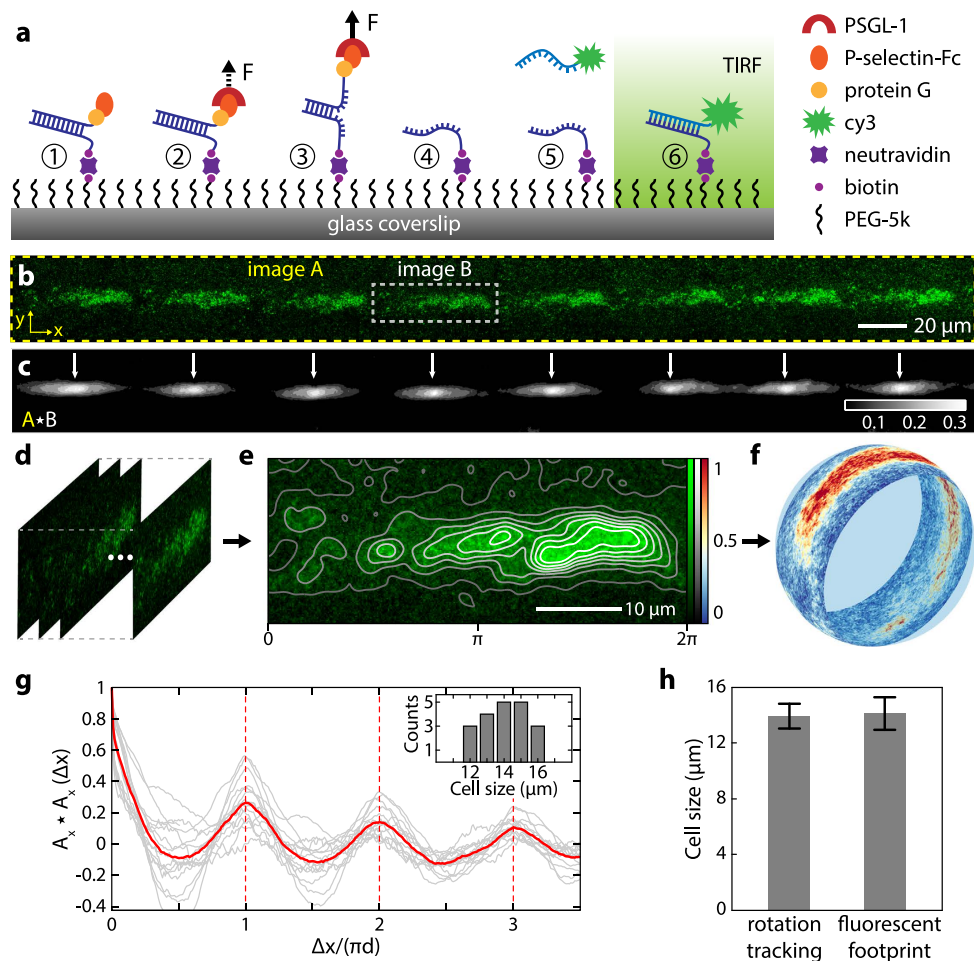 a
F
F
TIRF
① ② ③ ④ ⑤ ⑥
glass coverslip
PSGL-1
P-selectin-Fc
protein G
cy3
neutravidin
biotin
PEG-5k
b
image A
image B
y
x
20 μm
c
A⋆B
0.1 0.2 0.3
d
e
10 μm
0 π 2π
1
0.5
0
f
g
A x ⋆ A x (Δx)
1
0.8
0.6
0.4
0.2
0
-0.2
-0.4
0 1 2 3
Δx/(πd)
Counts
5
3
1
12 14 16
Cell size (μm)
h
Cell size (μm)
16
12
8
4
0
rotation
tracking
fluorescent
footprint